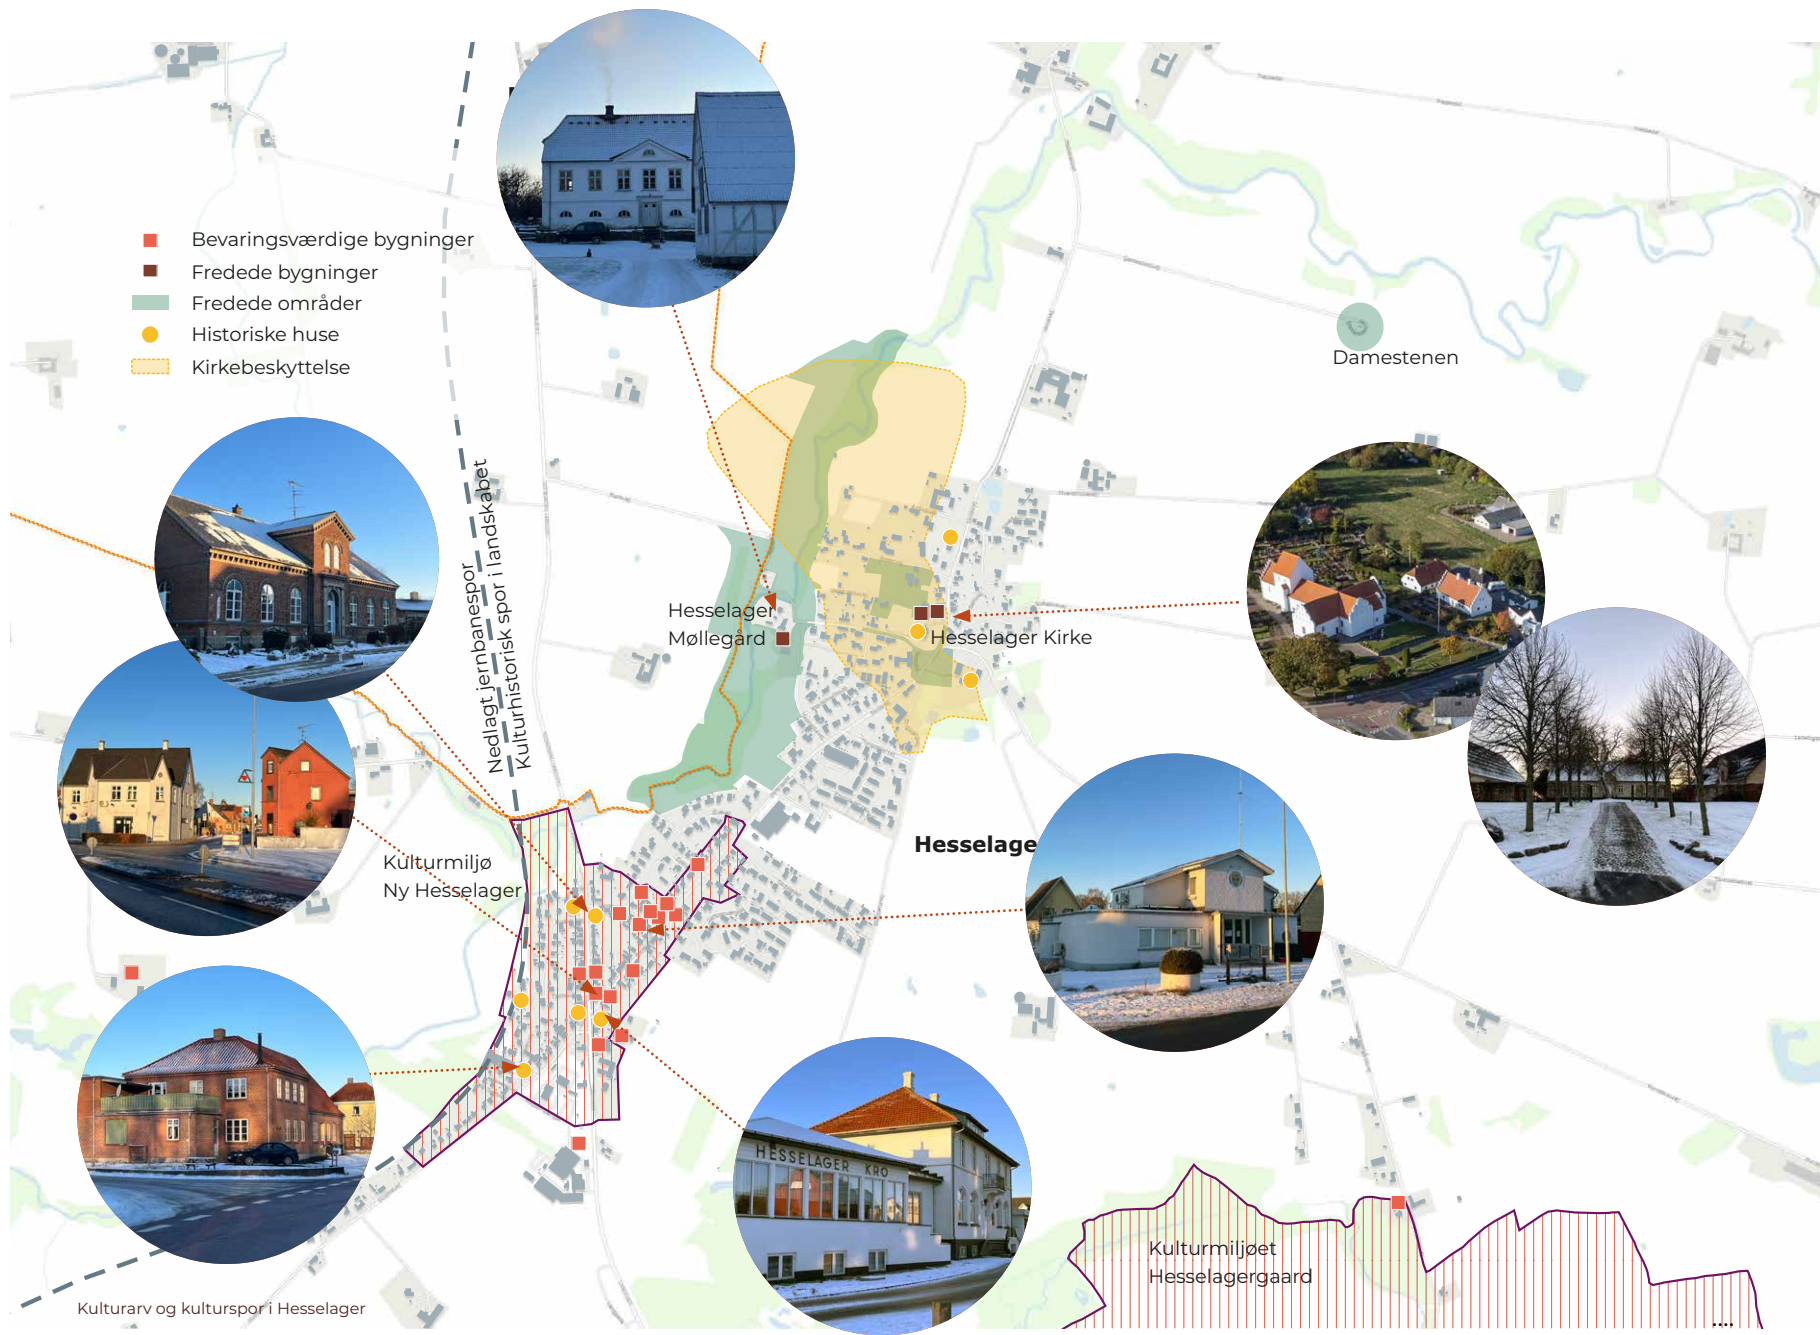 Bevaringsværdige bygninger
Fredede bygninger
Fredede områder
Historiske huse
Kirkebeskyttelse
Damestenen
Nedlagt jernbanespor
Kulturhistorisk spor i landskabet
Hesselager
Møllegård
Hesselager Kirke
Hesselage
Kulturmiljø
Ny Hesselager
HESSELAGER KRO
Kulturmiljøet
Hesselagergaard
Kulturarv og kulturspor i Hesselager
....